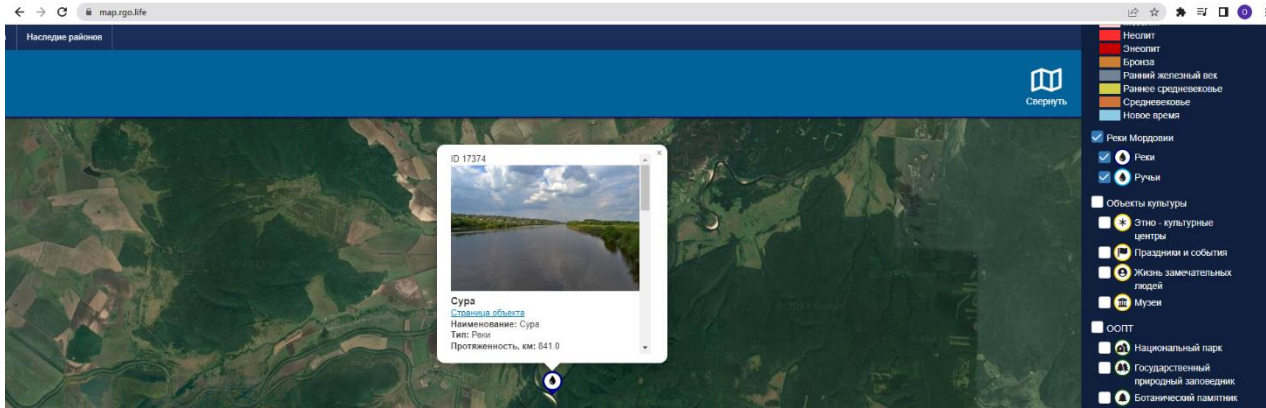 map.rgo.life
Наследие районов
Свернуть
ID 17374
Сура
Страница объекта
Наименование: Сура
Тип: Реки
Протяженность, км: 841.0
Неолит
Энеолит
Бронза
Ранний железный век
Раннее средневековье
Средневековье
Новое время
Реки Мордовии
Реки
Ручьи
Объекты культуры
Этно - культурные
центры
Праздники и события
Жизнь замечательных
людей
Музеи
ООПТ
Национальный парк
Государственный
природный заповедник
Ботанический памятник